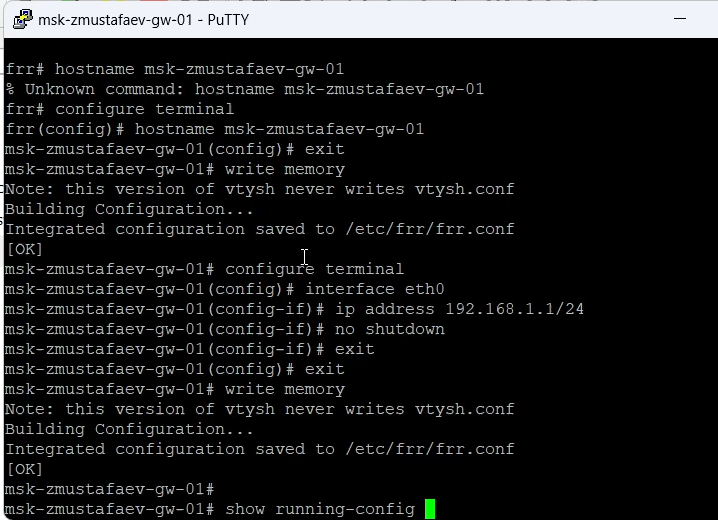 msk-zmustafaev-gw-01 - PuTTY
frr# hostname msk-zmustafaev-gw-01
% Unknown command: hostname msk-zmustafaev-gw-01
frr# configure terminal
frr(config)# hostname msk-zmustafaev-gw-01
msk-zmustafaev-gw-01(config)# exit
msk-zmustafaev-gw-01# write memory
Note: this version of vtysh never writes vtysh.conf
Building Configuration...
Integrated configuration saved to /etc/frr/frr.conf
[OK]
msk-zmustafaev-gw-01# configure terminal
msk-zmustafaev-gw-01(config)# interface eth0
msk-zmustafaev-gw-01(config-if)# ip address 192.168.1.1/24
msk-zmustafaev-gw-01(config-if)# no shutdown
msk-zmustafaev-gw-01(config-if)# exit
msk-zmustafaev-gw-01(config)# exit
msk-zmustafaev-gw-01# write memory
Note: this version of vtysh never writes vtysh.conf
Building Configuration...
Integrated configuration saved to /etc/frr/frr.conf
[OK]
msk-zmustafaev-gw-01#
msk-zmustafaev-gw-01# show running-config